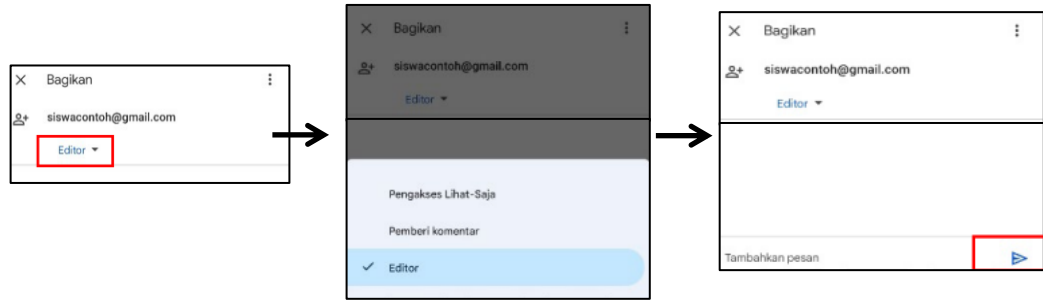 Bagikan
siswacontoh@gmail.com
Editor
Bagikan
siswacontoh@gmail.com
Editor
Pengakses Lihat-Saja
Pemberi komentar
Editor
Bagikan
siswacontoh@gmail.com
Editor
Tambahkan pesan